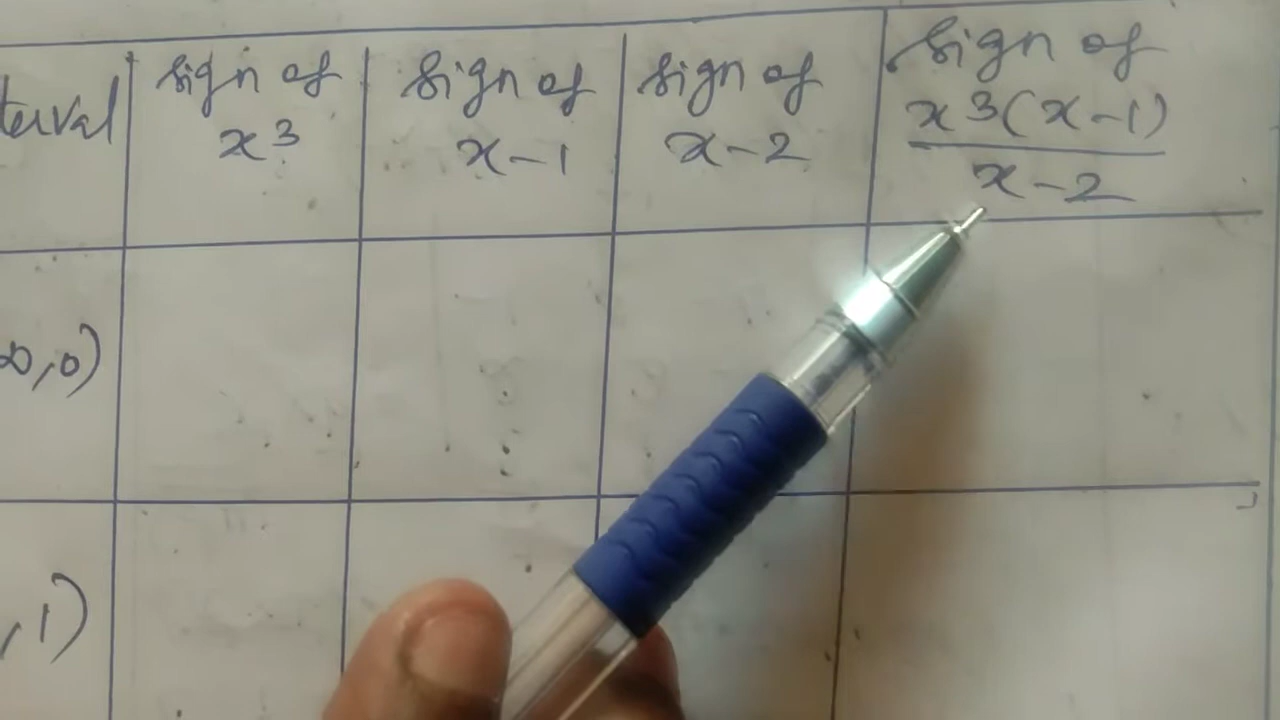 terval
sign of
x³
sign of
x-1
sign of
x-2
sign of
x³(x-1)
x-2
∞,0)
,1)